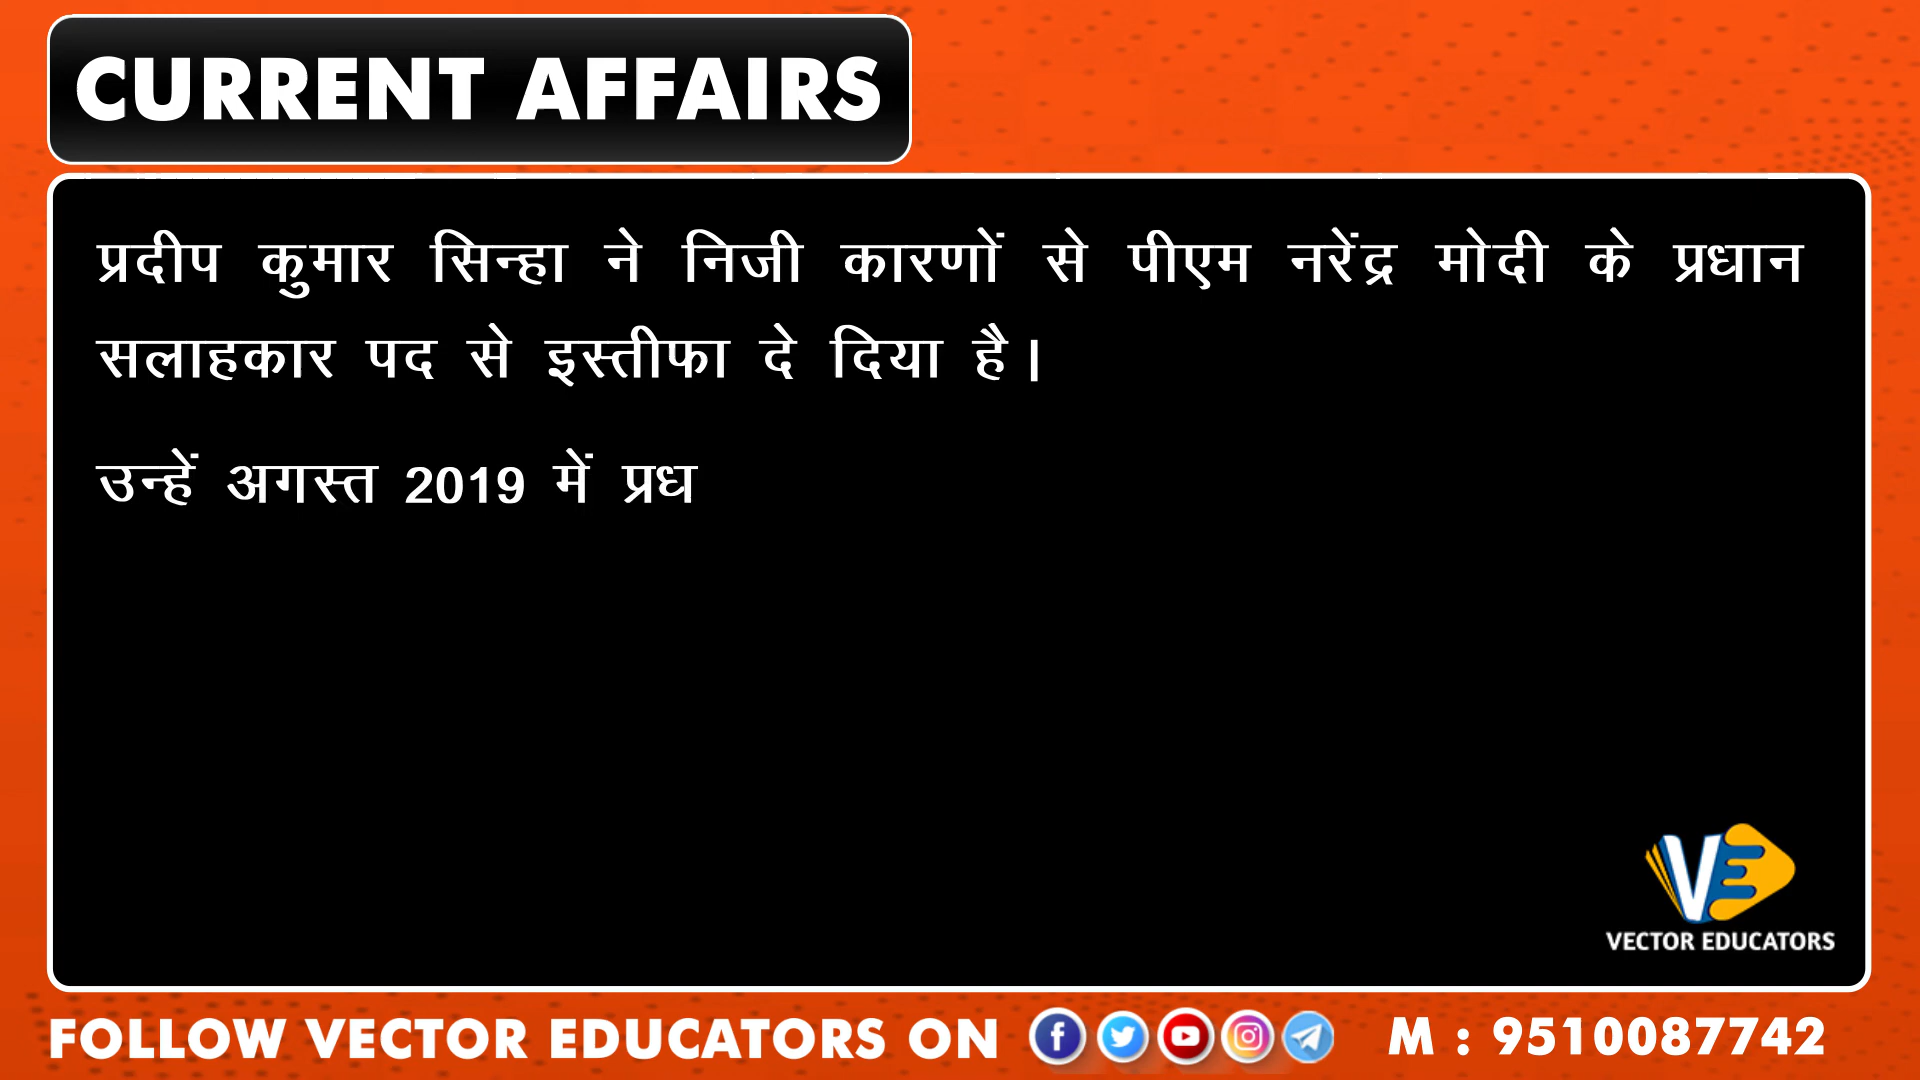 CURRENT AFFAIRS
प्रदीप कुमार सिन्हा ने निजी कारणों से पीएम नरेंद्र मोदी के प्रधान
सलाहकार पद से इस्तीफा दे दिया है।
उन्हें अगस्त 2019 में प्रध
VECTOR EDUCATORS
FOLLOW VECTOR EDUCATORS ON M : 9510087742